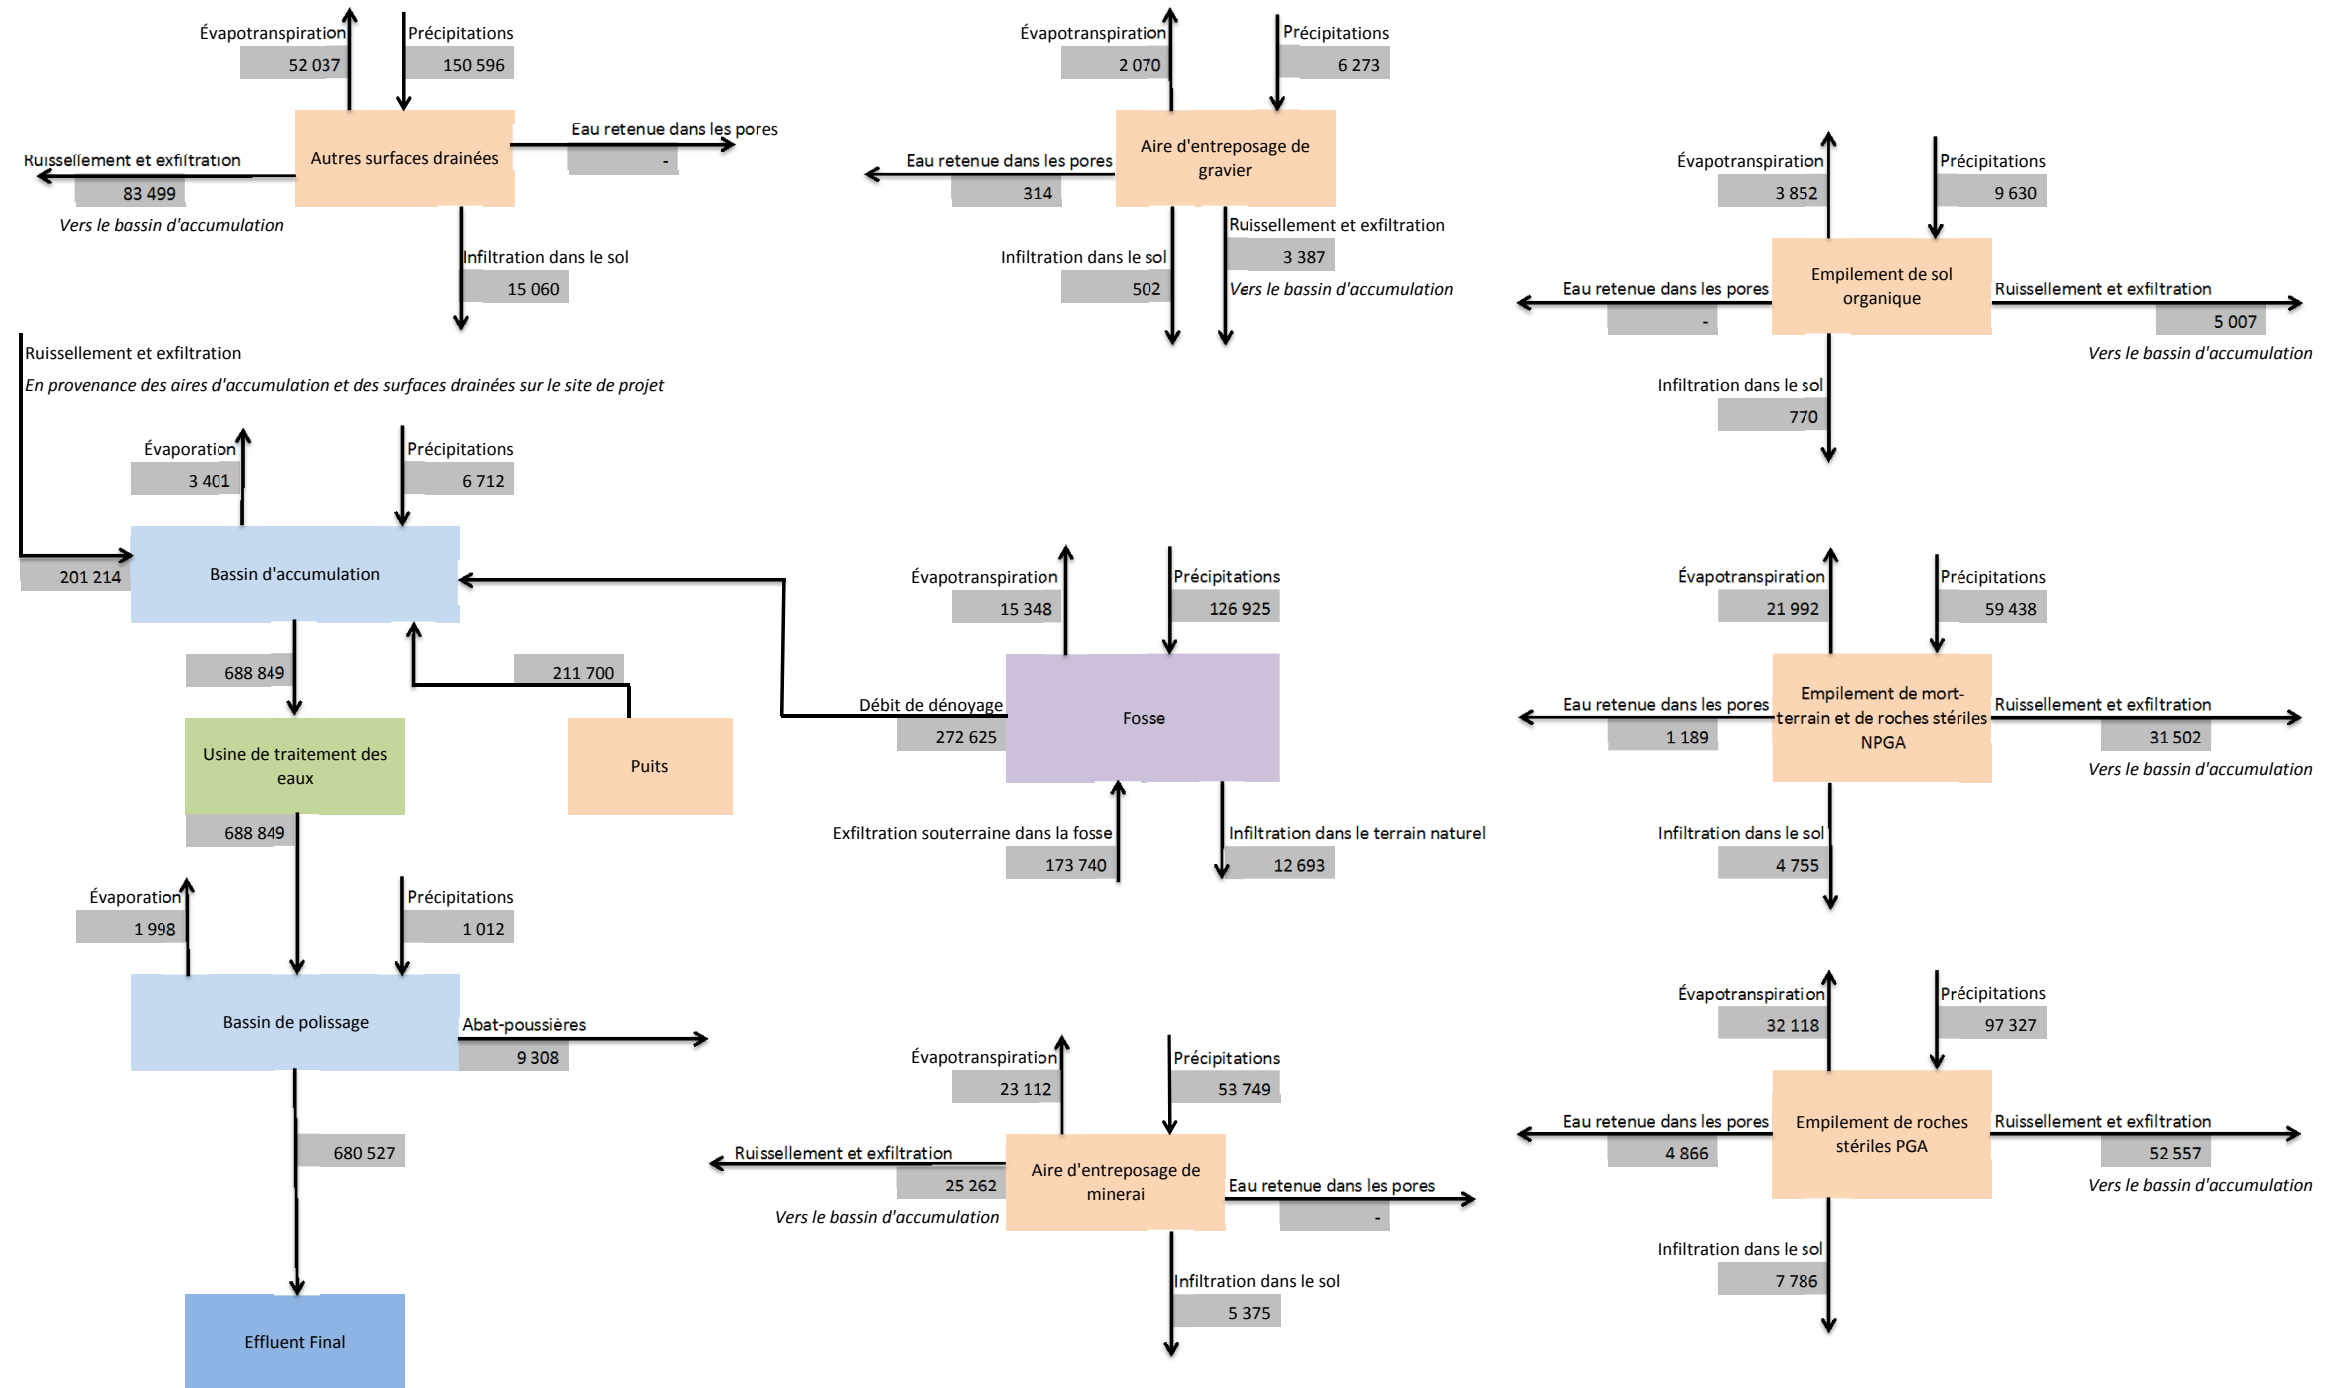 Évapotranspiration
52 037
Précipitations
150 596
Autres surfaces drainées
Ruissellement et exfiltration
83 499
Vers le bassin d'accumulation
Eau retenue dans les pores
-
Infiltration dans le sol
15 060
Évapotranspiration
2 070
Précipitations
6 273
Aire d'entreposage de
gravier
Eau retenue dans les pores
314
Infiltration dans le sol
502
Ruissellement et exfiltration
3 387
Vers le bassin d'accumulation
Évapotranspiration
3 852
Précipitations
9 630
Empilement de sol
organique
Eau retenue dans les pores
-
Ruissellement et exfiltration
5 007
Vers le bassin d'accumulation
Infiltration dans le sol
770
Ruissellement et exfiltration
En provenance des aires d'accumulation et des surfaces drainées sur le site de projet
Évaporation
3 401
Précipitations
6 712
201 214
Bassin d'accumulation
688 849
211 700
Usine de traitement des
eaux
Puits
688 849
Évapotranspiration
15 348
Précipitations
126 925
Débit de dénoyage
272 625
Fosse
Exfiltration souterraine dans la fosse
173 740
Infiltration dans le terrain naturel
12 693
Évapotranspiration
21 992
Précipitations
59 438
Empilement de mort-
terrain et de roches stériles
NPGA
Eau retenue dans les pores
1 189
Ruissellement et exfiltration
31 502
Vers le bassin d'accumulation
Infiltration dans le sol
4 755
Évaporation
1 998
Précipitations
1 012
Bassin de polissage
Abat-poussières
9 308
680 527
Effluent Final
Évapotranspiration
23 112
Précipitations
53 749
Ruissellement et exfiltration
25 262
Vers le bassin d'accumulation
Aire d'entreposage de
minerai
Eau retenue dans les pores
-
Infiltration dans le sol
5 375
Évapotranspiration
32 118
Précipitations
97 327
Empilement de roches
stériles PGA
Eau retenue dans les pores
4 866
Ruissellement et exfiltration
52 557
Vers le bassin d'accumulation
Infiltration dans le sol
7 786